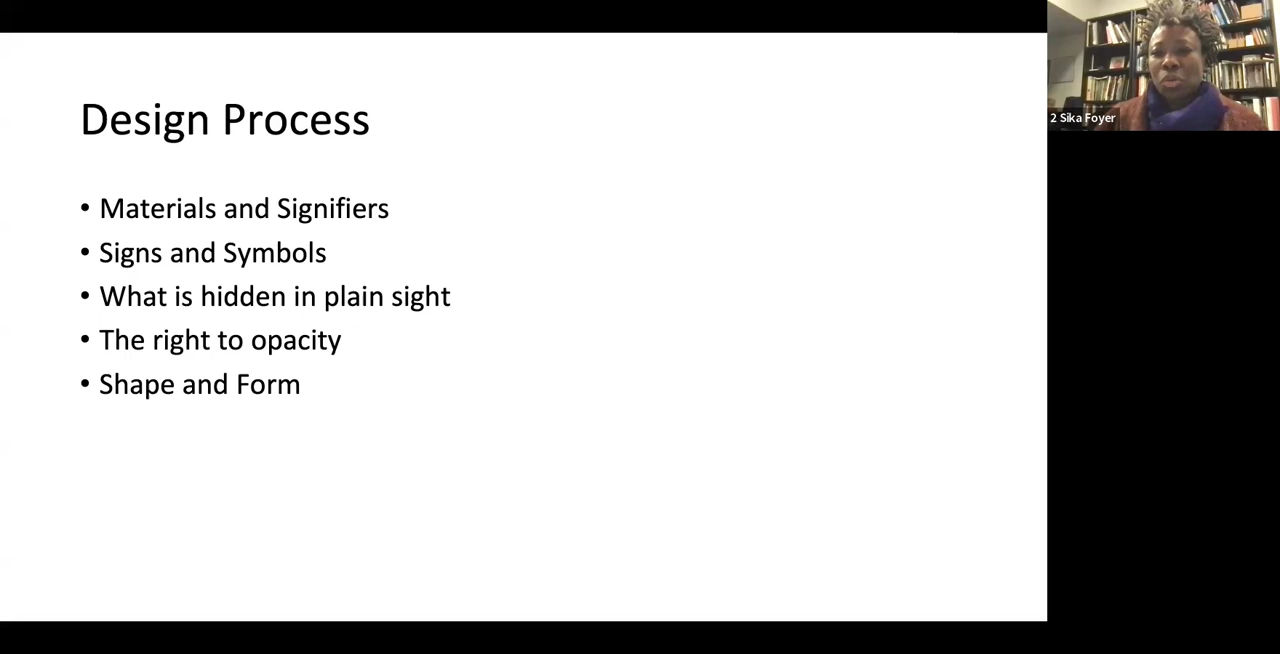 Design Process
• Materials and Signifiers
• Signs and Symbols
• What is hidden in plain sight
• The right to opacity
• Shape and Form
2 Sika Foyer